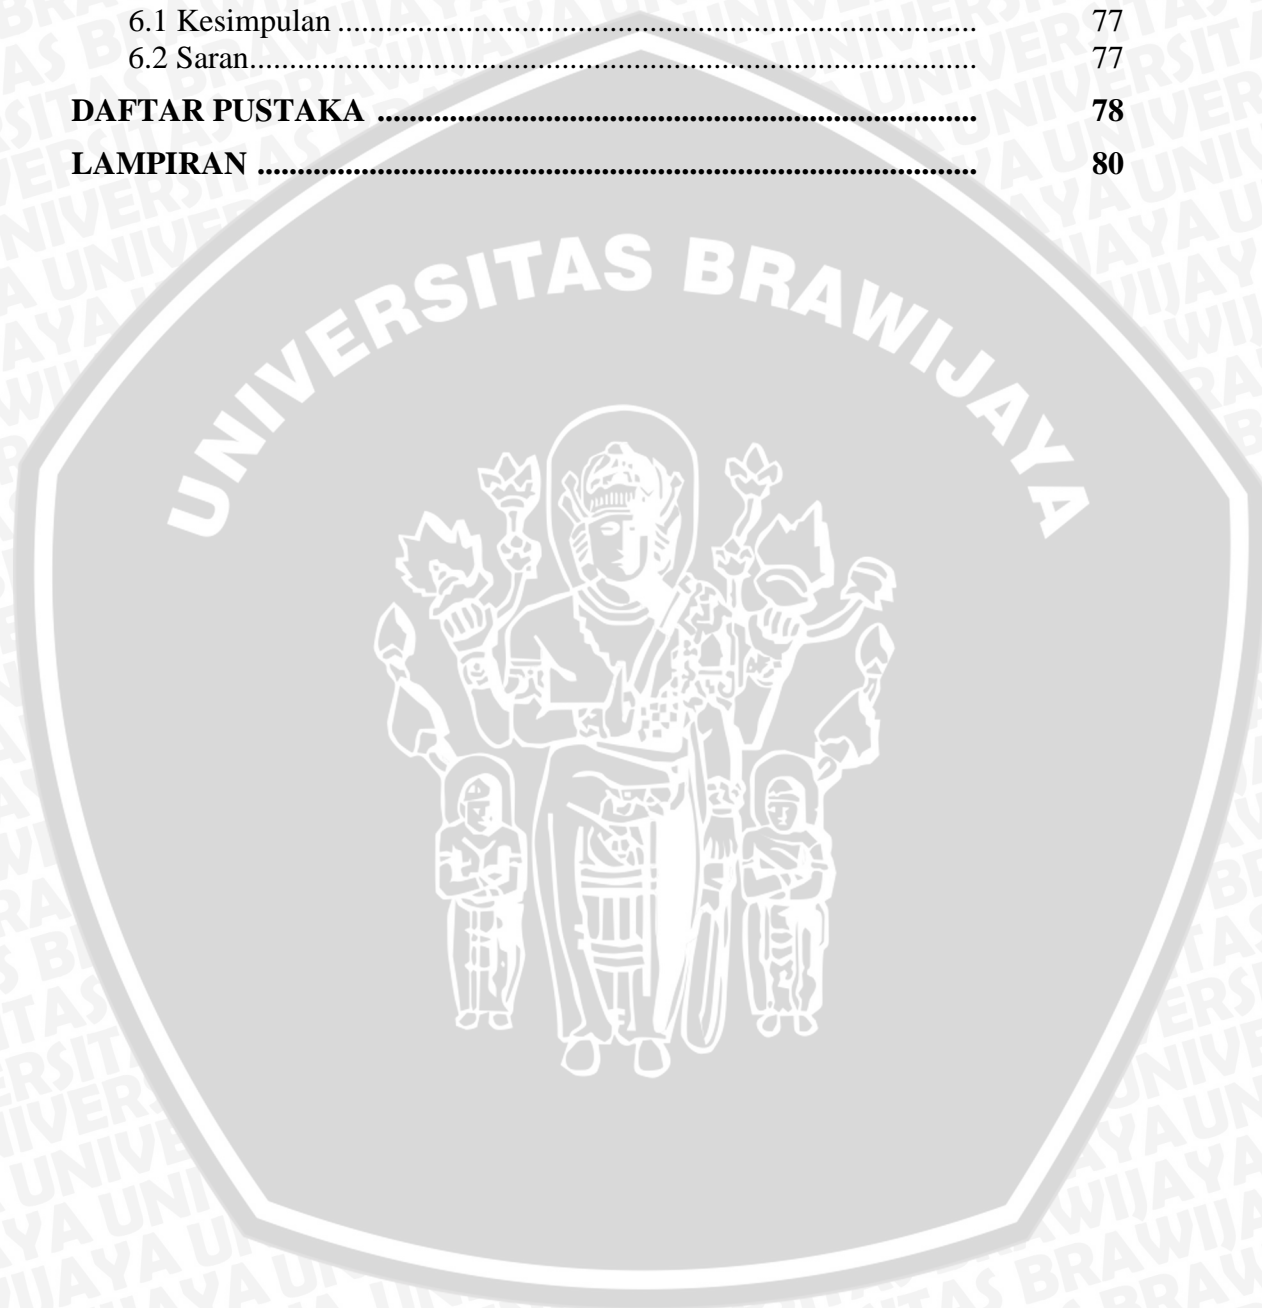 6.1 Kesimpulan ................................................................................ 77
6.2 Saran........................................................................................... 77
DAFTAR PUSTAKA ........................................................................... 78
LAMPIRAN .......................................................................................... 80
UNIVERSITAS BRAWIJAYA